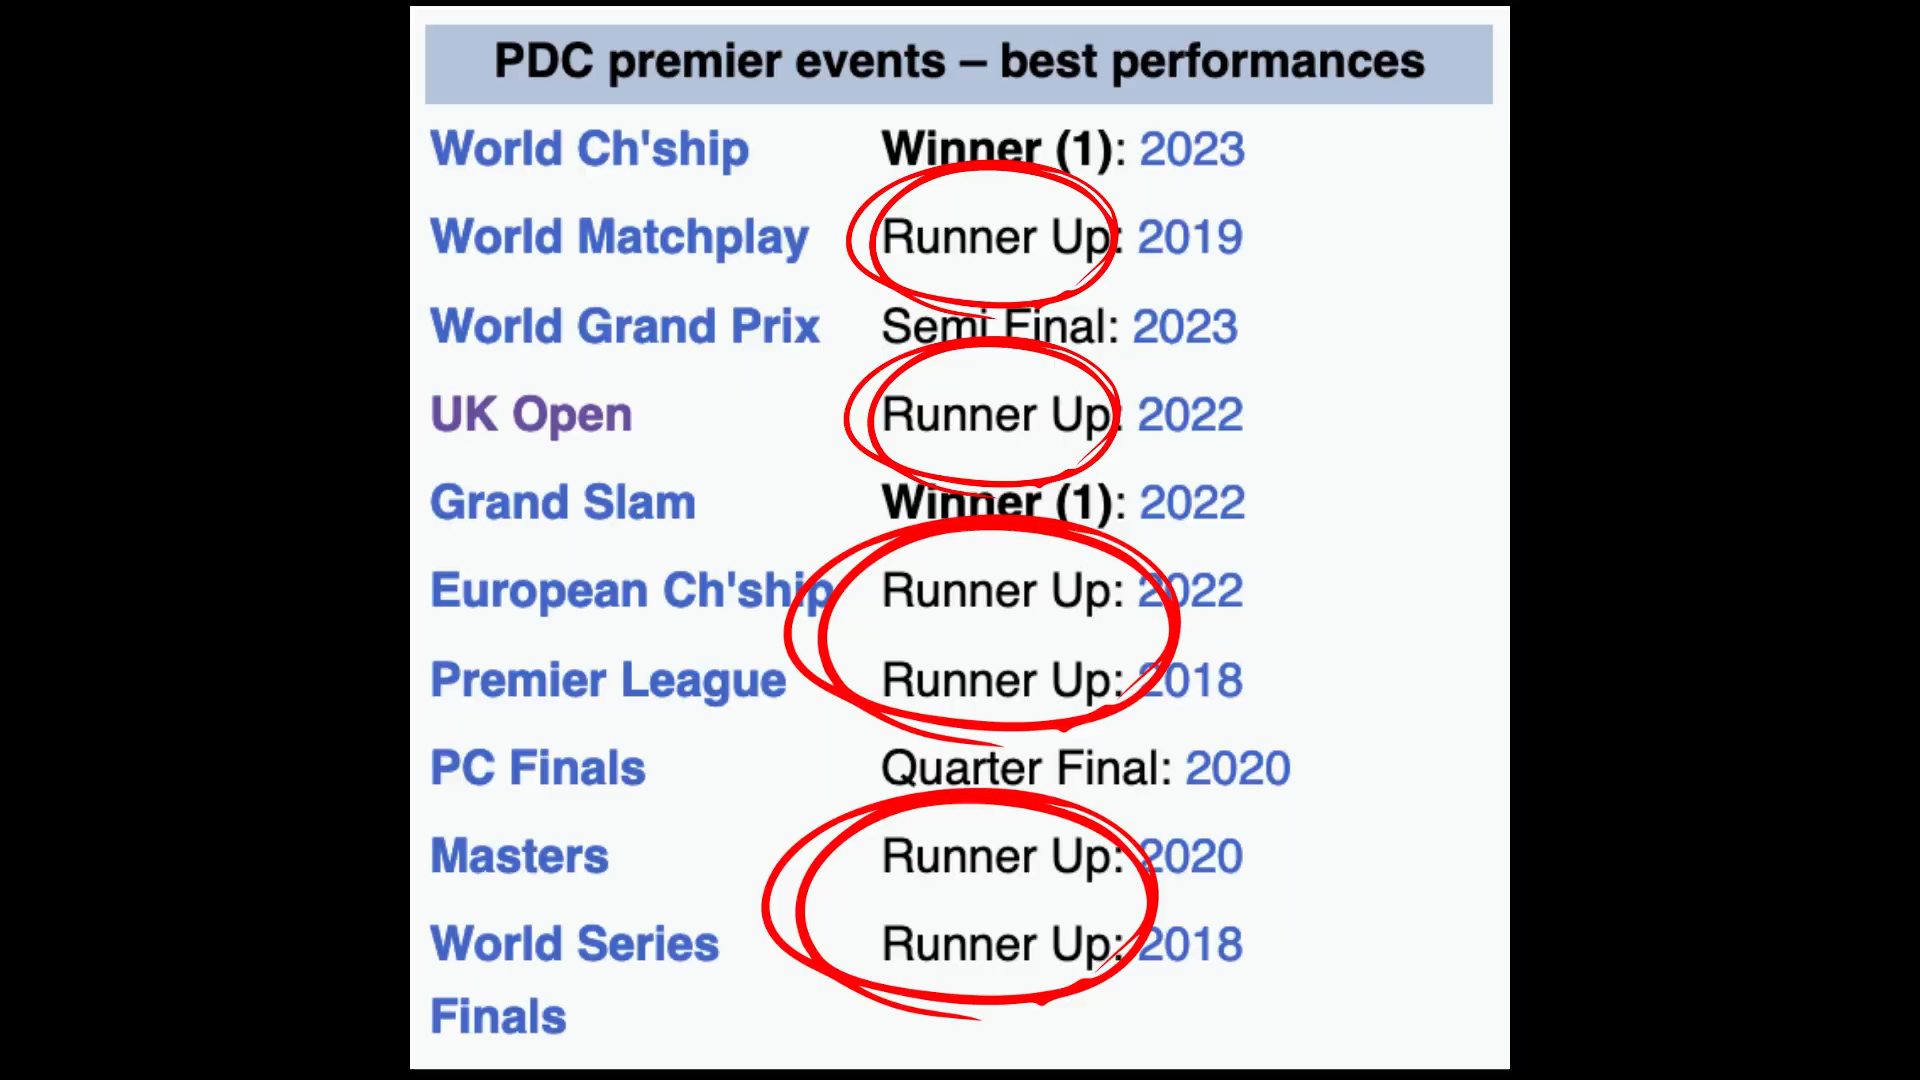 PDC premier events – best performances
World Ch'ship Winner (1): 2023
World Matchplay Runner Up: 2019
World Grand Prix Semi Final: 2023
UK Open Runner Up: 2022
Grand Slam Winner (1): 2022
European Ch'ship Runner Up: 2022
Premier League Runner Up: 2018
PC Finals Quarter Final: 2020
Masters Runner Up: 2020
World Series Runner Up: 2018
Finals